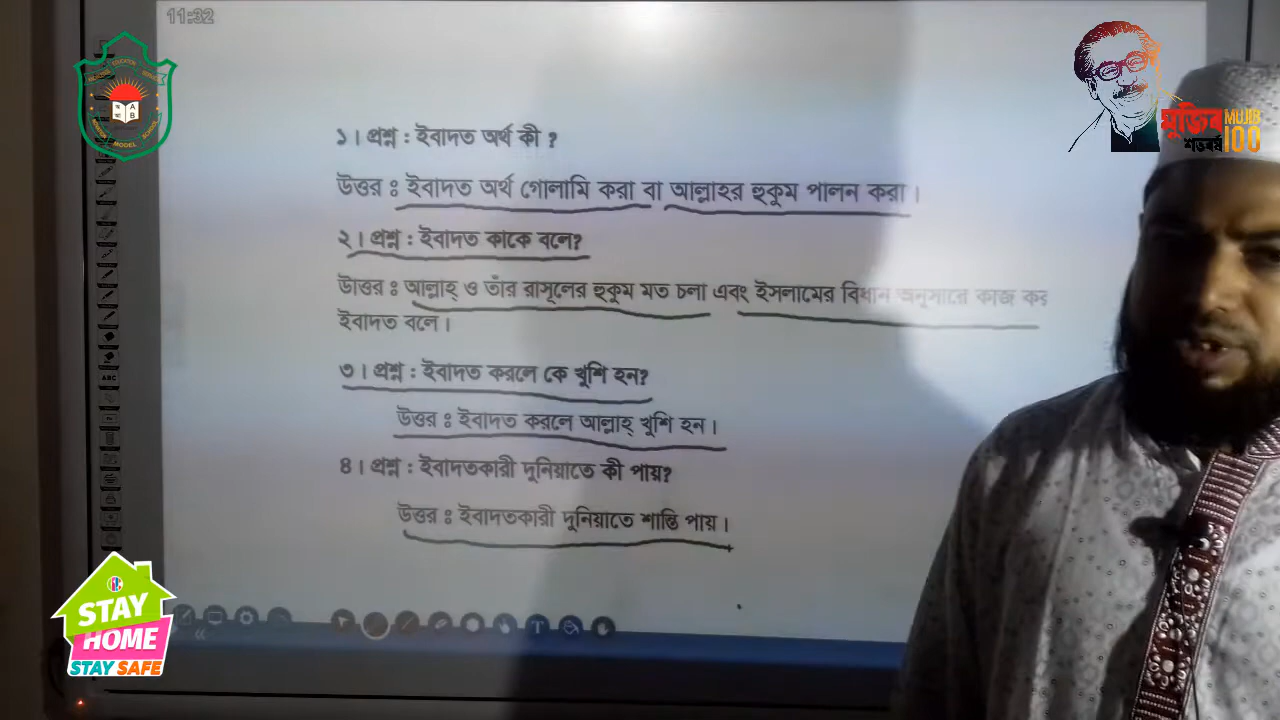 11:32
১। প্রশ্ন : ইবাদত অর্থ কী ?
উত্তর ঃ ইবাদত অর্থ গোলামি করা বা আল্লাহর হুকুম পালন করা।
২। প্রশ্ন : ইবাদত কাকে বলে?
উাত্তর ঃ আল্লাহ্ ও তাঁর রাসূলের হুকুম মত চলা এবং ইসলামের বিধান অনুসারে কাজ কর
ইবাদত বলে।
৩। প্রশ্ন : ইবাদত করলে কে খুশি হন?
উত্তর ঃ ইবাদত করলে আল্লাহ্ খুশি হন।
৪। প্রশ্ন : ইবাদতকারী দুনিয়াতে কী পায়?
উত্তর ঃ ইবাদতকারী দুনিয়াতে শান্তি পায়।
মুজিব
শতবর্ষ
MUJIB
100
MODEL
SCHOOL
ABC
STAY
HOME
STAY SAFE